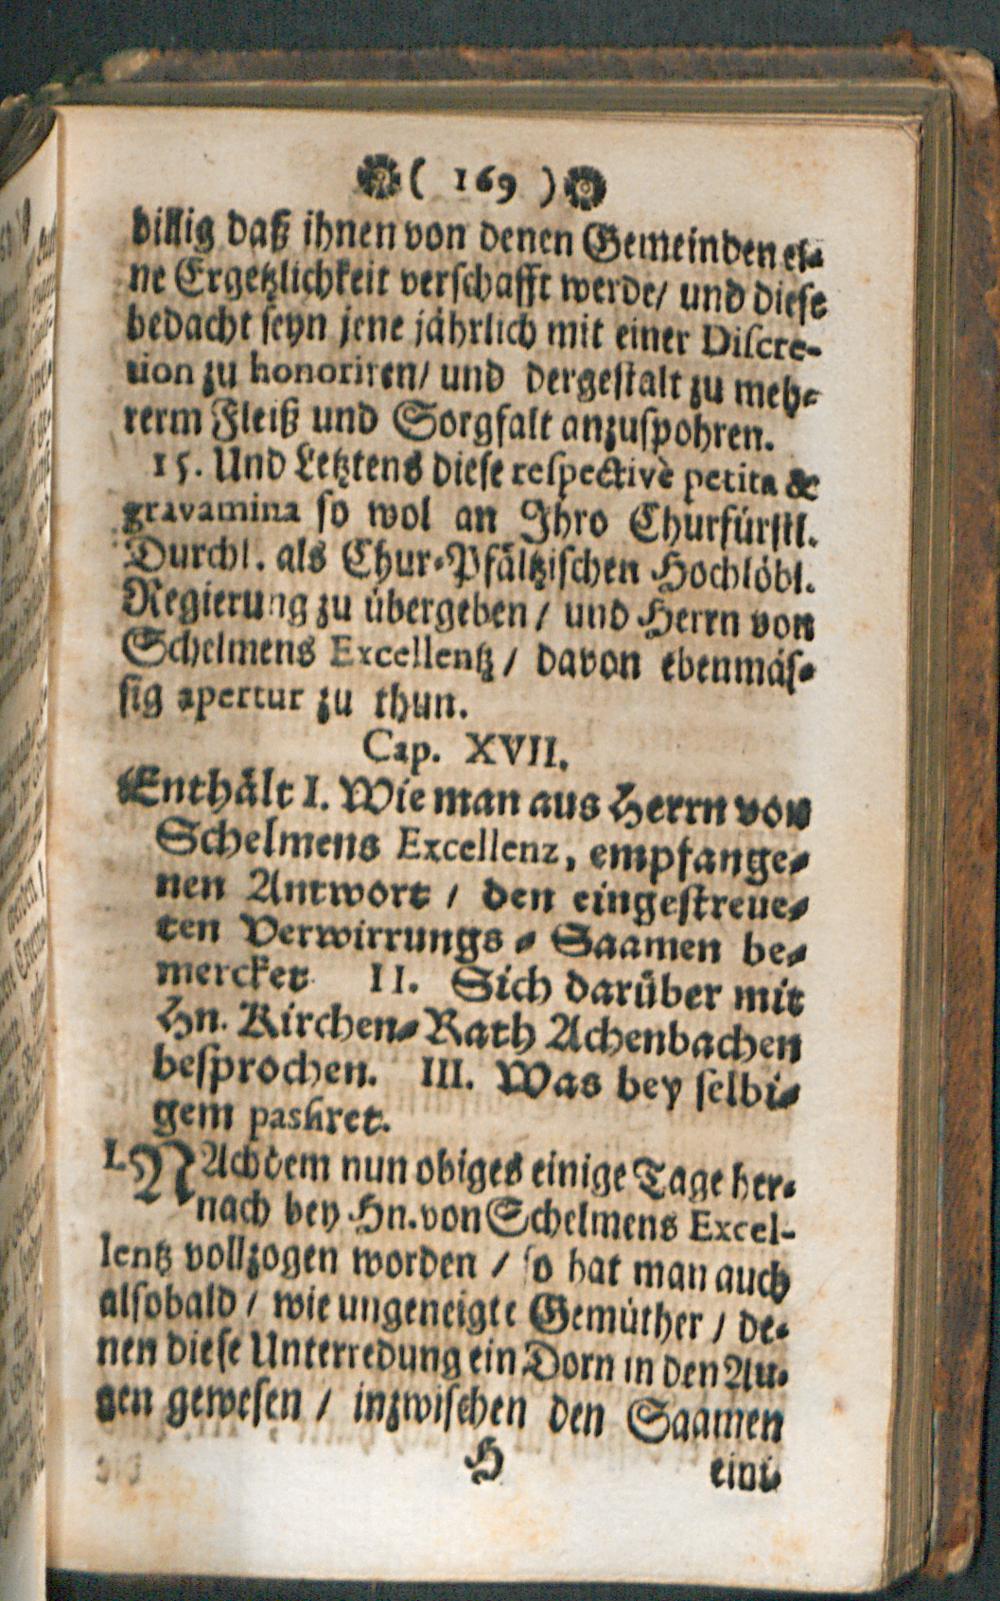 ( 169 )
billig daß ihnen von denen Gemeinden ei-
ne Ergetzlichkeit verschafft werde/ und diese
bedacht seyn jene jährlich mit einer Discre-
tion zu honoriren/ und dergestalt zu meh-
rerm Fleiß und Sorgfalt anzuspohren.
15. Und Letztens diese respectivè petita &
gravamina so wol an Ihro Churfürstl.
Durchl. als Chur-Pfältzischen Hochlöbl.
Regierung zu übergeben / und Herrn von
Schelmens Excellentz / davon ebenmäs-
sig apertur zu thun.
Cap. XVII.
Enthält I. Wie man aus Herrn von
Schelmens Excellenz, empfange-
nen Antwort / den eingestreue-
ten Verwirrungs-Saamen be-
mercket II. Sich darüber mit
Hn. Kirchen-Rath Achenbachen
besprochen. III. Was bey selbi-
gem passiret.
I. NAchdem nun obiges einige Tage her-
nach bey Hn. von Schelmens Excel-
lentz vollzogen worden / so hat man auch
alsobald / wie ungeneigte Gemüther / de-
nen diese Unterredung ein Dorn in den Au-
gen gewesen / inzwischen den Saamen
H eini-